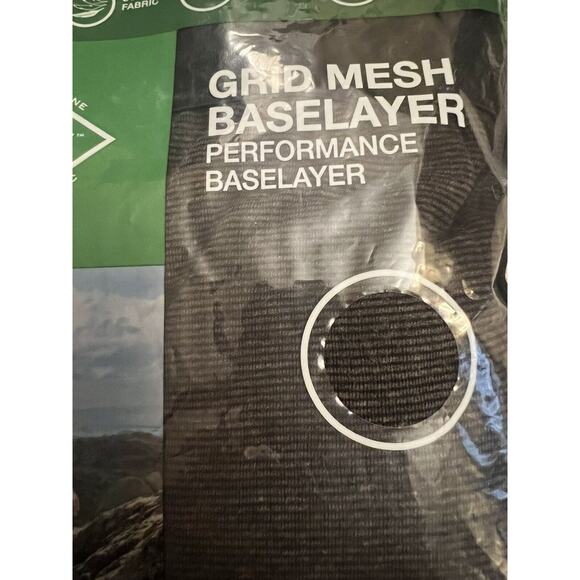 FABRIC
GRID MESH
BASELAYER
PERFORMANCE
BASELAYER